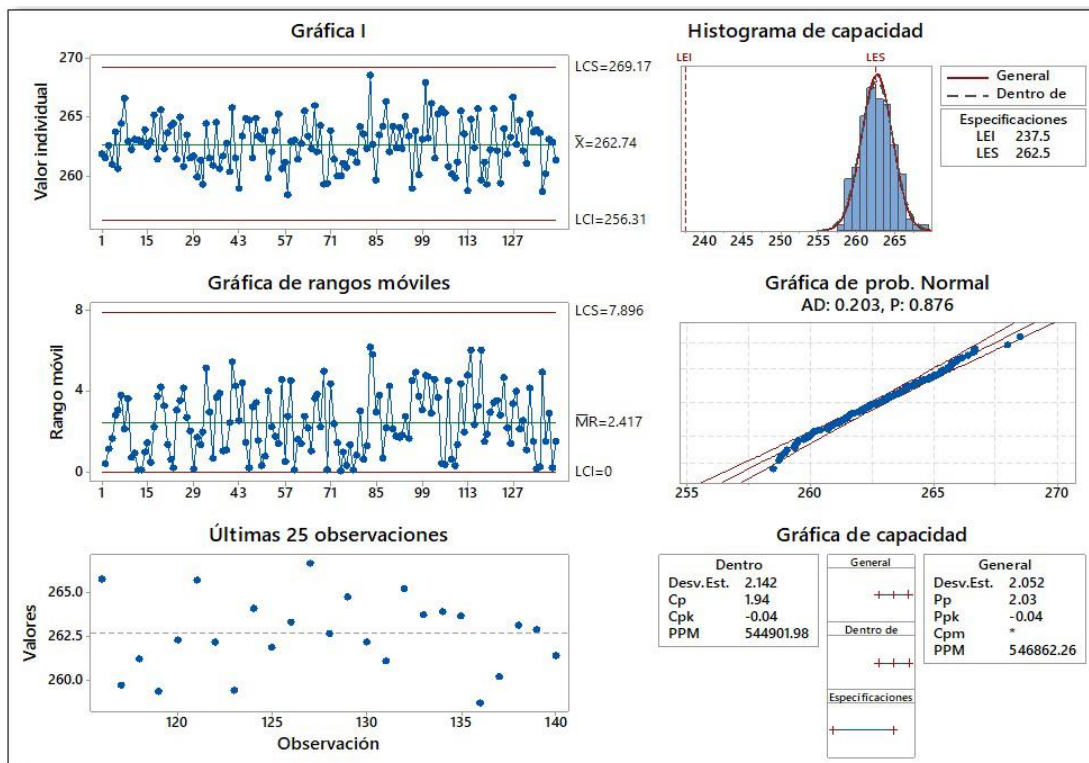 Gráfica I
Valor individual
270
265
260
LCS=269.17
X̄=262.74
LCI=256.31
1 15 29 43 57 71 85 99 113 127
Histograma de capacidad
LEI LES
General
Dentro de
Especificaciones
LEI 237.5
LES 262.5
240 245 250 255 260 265
Gráfica de rangos móviles
Rango móvil
8
4
0
LCS=7.896
M̅R̅=2.417
LCI=0
1 15 29 43 57 71 85 99 113 127
Gráfica de prob. Normal
AD: 0.203, P: 0.876
255 260 265 270
Últimas 25 observaciones
Valores
265.0
262.5
260.0
120 125 130 135 140
Observación
Gráfica de capacidad
Dentro
Desv.Est. 2.142
Cp 1.94
Cpk -0.04
PPM 544901.98
General
Dentro de
Especificaciones
General
Desv.Est. 2.052
Pp 2.03
Ppk -0.04
Cpm *
PPM 546862.26